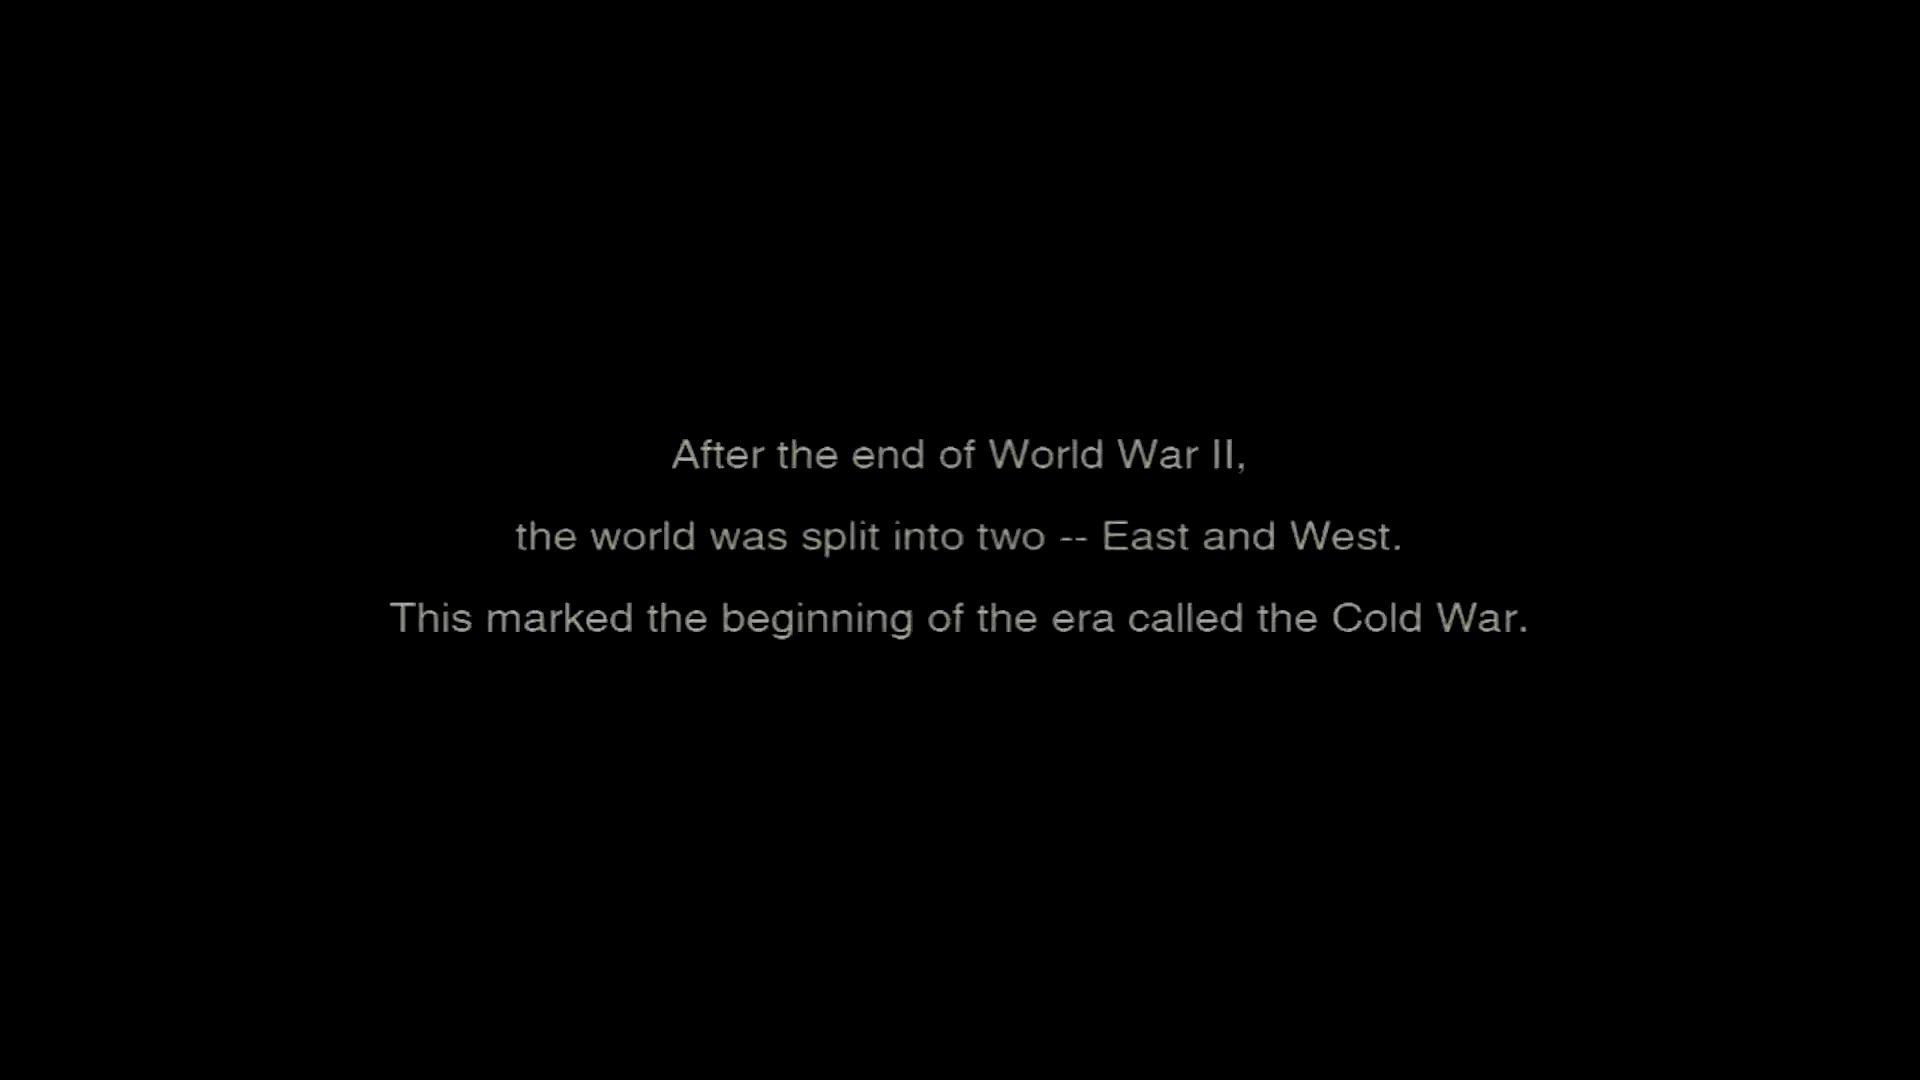 After the end of World War II,
the world was split into two -- East and West.
This marked the beginning of the era called the Cold War.